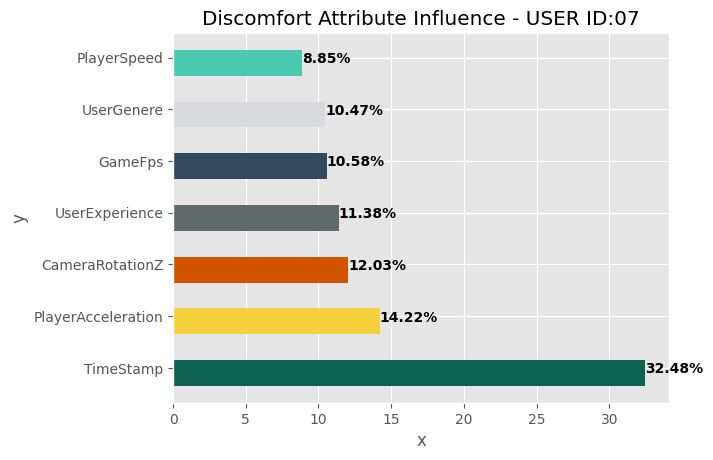 Discomfort Attribute Influence - USER ID:07
PlayerSpeed
8.85%
UserGenere
10.47%
GameFps
10.58%
UserExperience
11.38%
CameraRotationZ
12.03%
PlayerAcceleration
14.22%
TimeStamp
32.48%
y
0 5 10 15 20 25 30
x